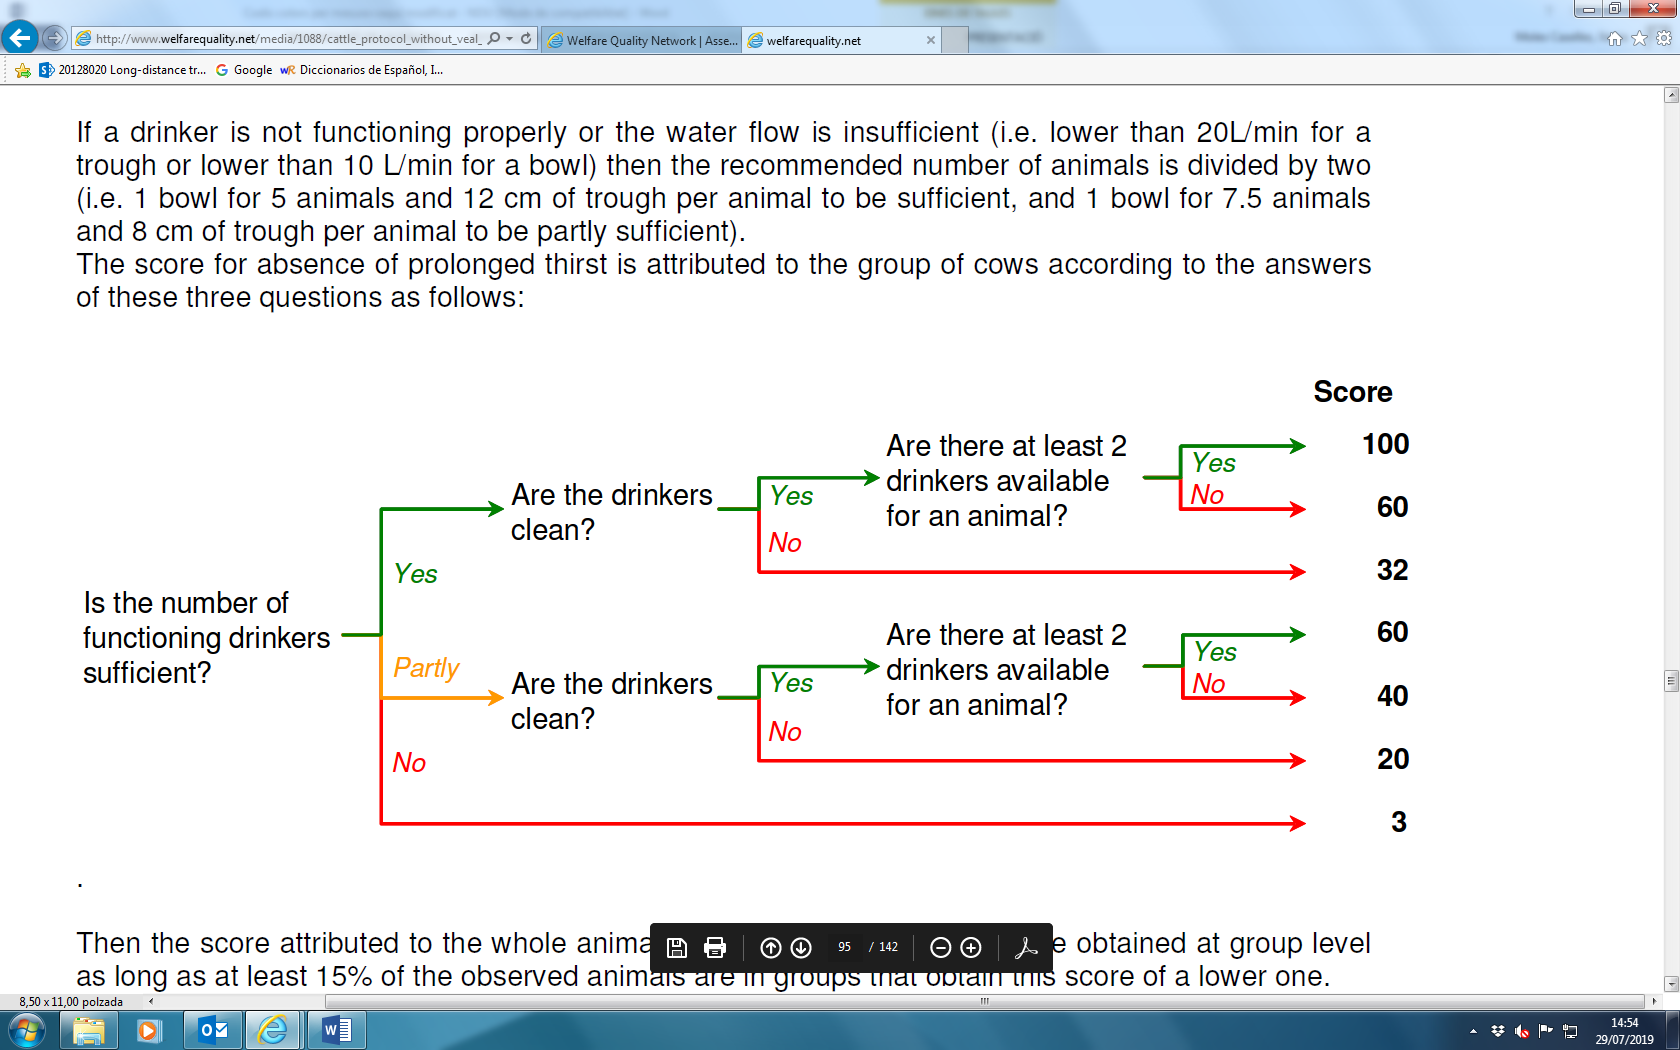 http://www.welfarequality.net/media/1088/cattle_protocol_without_veal_
Welfare Quality Network | Asse...
welfarequality.net
20128020 Long-distance tr...
Google
Diccionarios de Español, I...
If a drinker is not functioning properly or the water flow is insufficient (i.e. lower than 20L/min for a
trough or lower than 10 L/min for a bowl) then the recommended number of animals is divided by two
(i.e. 1 bowl for 5 animals and 12 cm of trough per animal to be sufficient, and 1 bowl for 7.5 animals
and 8 cm of trough per animal to be partly sufficient).
The score for absence of prolonged thirst is attributed to the group of cows according to the answers
of these three questions as follows:
Score
Is the number of
functioning drinkers
sufficient?
Yes
Are the drinkers
clean?
Yes
Are there at least 2
drinkers available
for an animal?
Yes
100
No
60
No
32
Partly
Are the drinkers
clean?
Yes
Are there at least 2
drinkers available
for an animal?
Yes
60
No
40
No
20
No
3
.
Then the score attributed to the whole anima
e obtained at group level
as long as at least 15% of the observed animals are in groups that obtain this score of a lower one.
95 / 142
8,50 x 11,00 polzada
14:54
29/07/2019